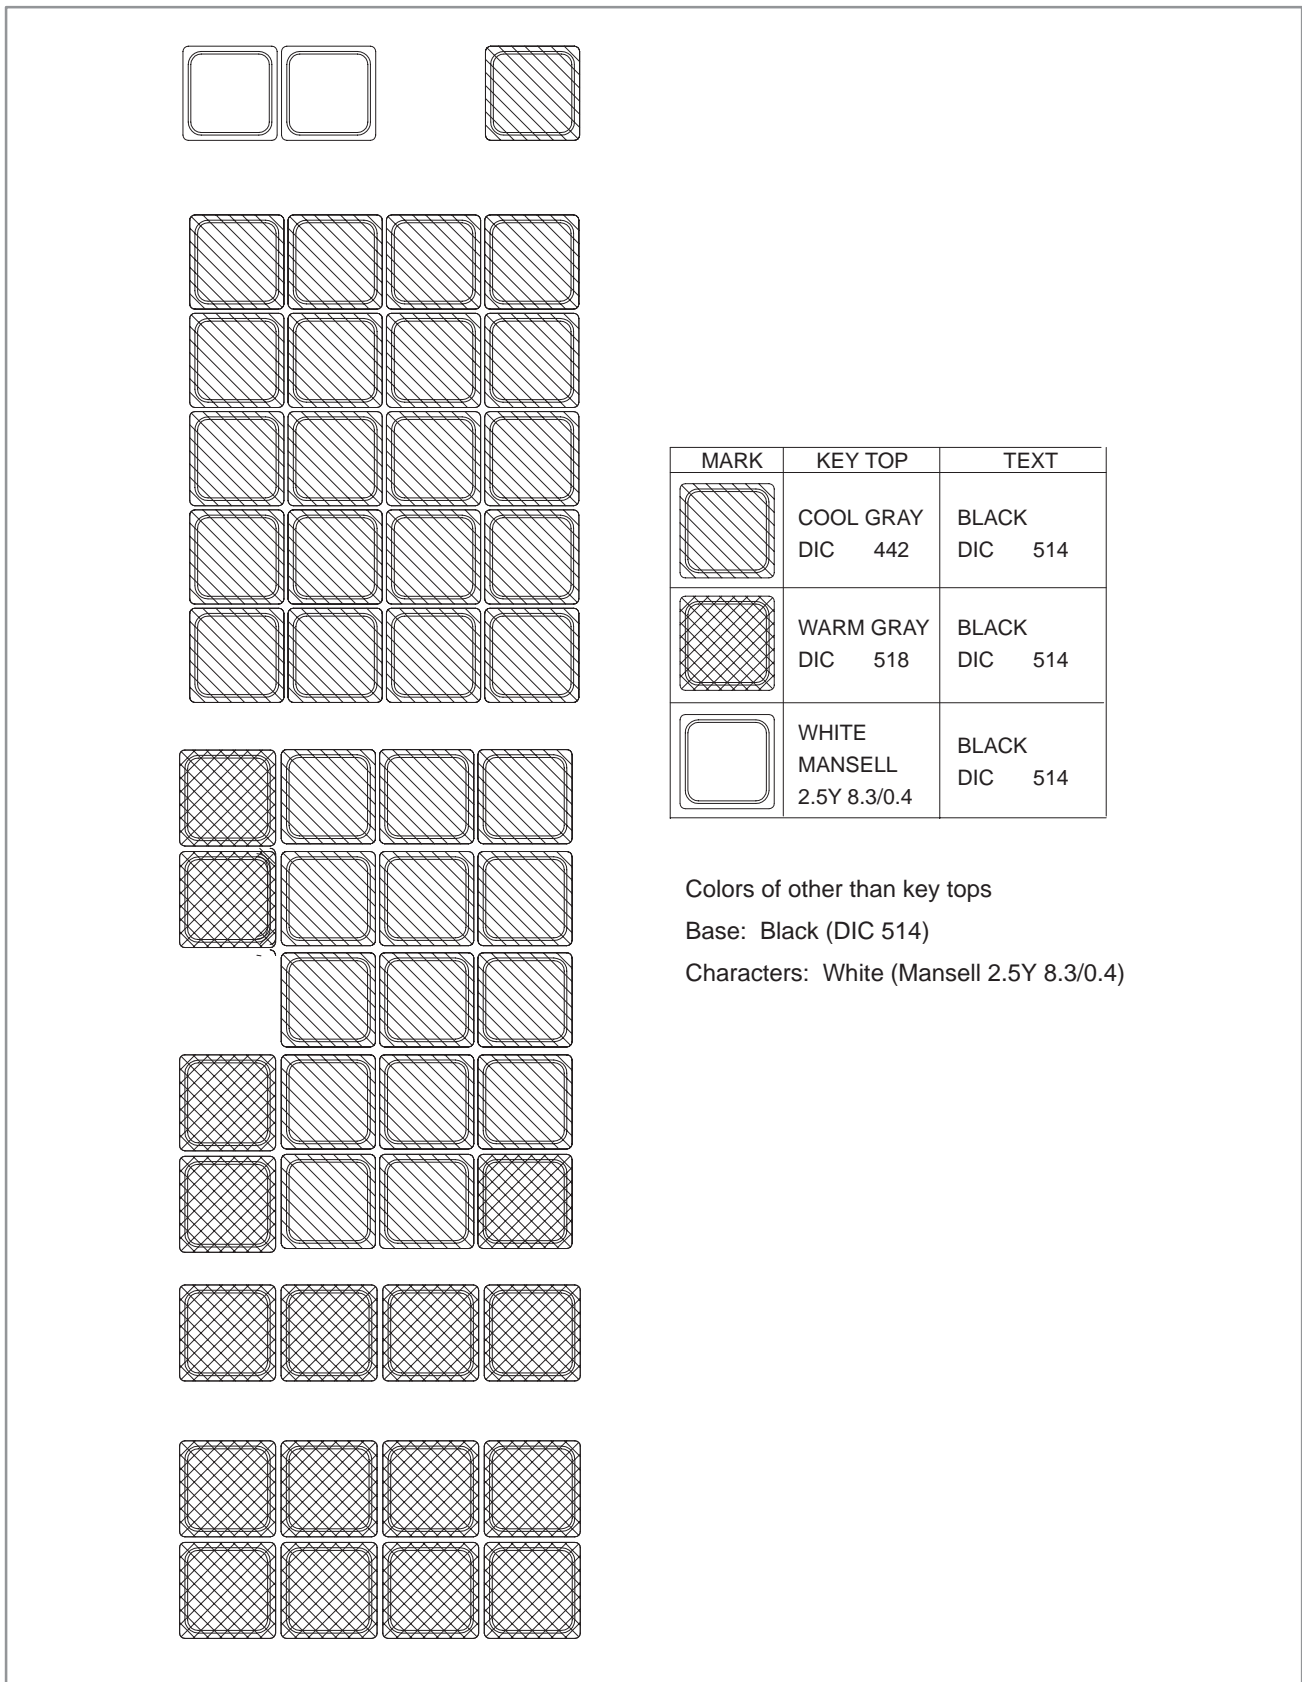 MARK KEY TOP TEXT
COOL GRAY BLACK
DIC 442 DIC 514
WARM GRAY BLACK
DIC 518 DIC 514
WHITE
MANSELL
2.5Y 8.3/0.4
BLACK
DIC 514
Colors of other than key tops
Base: Black (DIC 514)
Characters: White (Mansell 2.5Y 8.3/0.4)